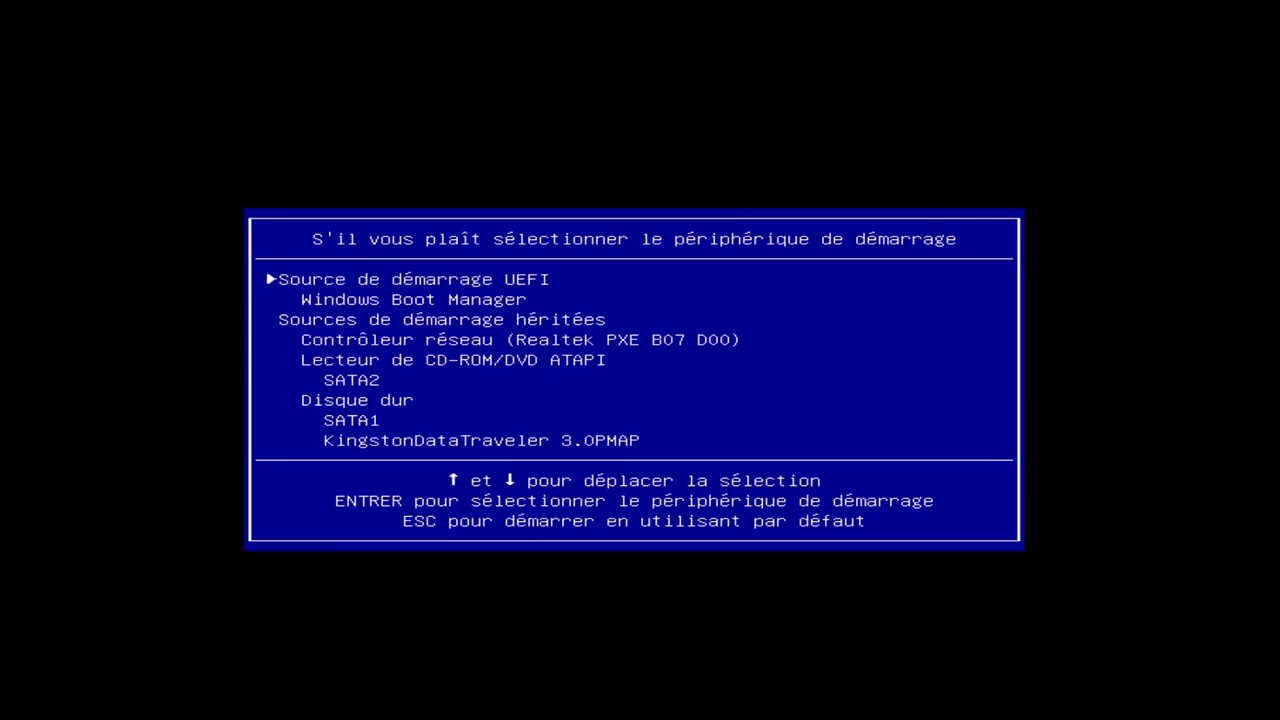 S'il vous plaît sélectionner le périphérique de démarrage
▶Source de démarrage UEFI
Windows Boot Manager
Sources de démarrage héritées
Contrôleur réseau (Realtek PXE B07 D00)
Lecteur de CD-ROM/DVD ATAPI
SATA2
Disque dur
SATA1
KingstonDataTraveler 3.0PMAP
↑ et ↓ pour déplacer la sélection
ENTRER pour sélectionner le périphérique de démarrage
ESC pour démarrer en utilisant par défaut